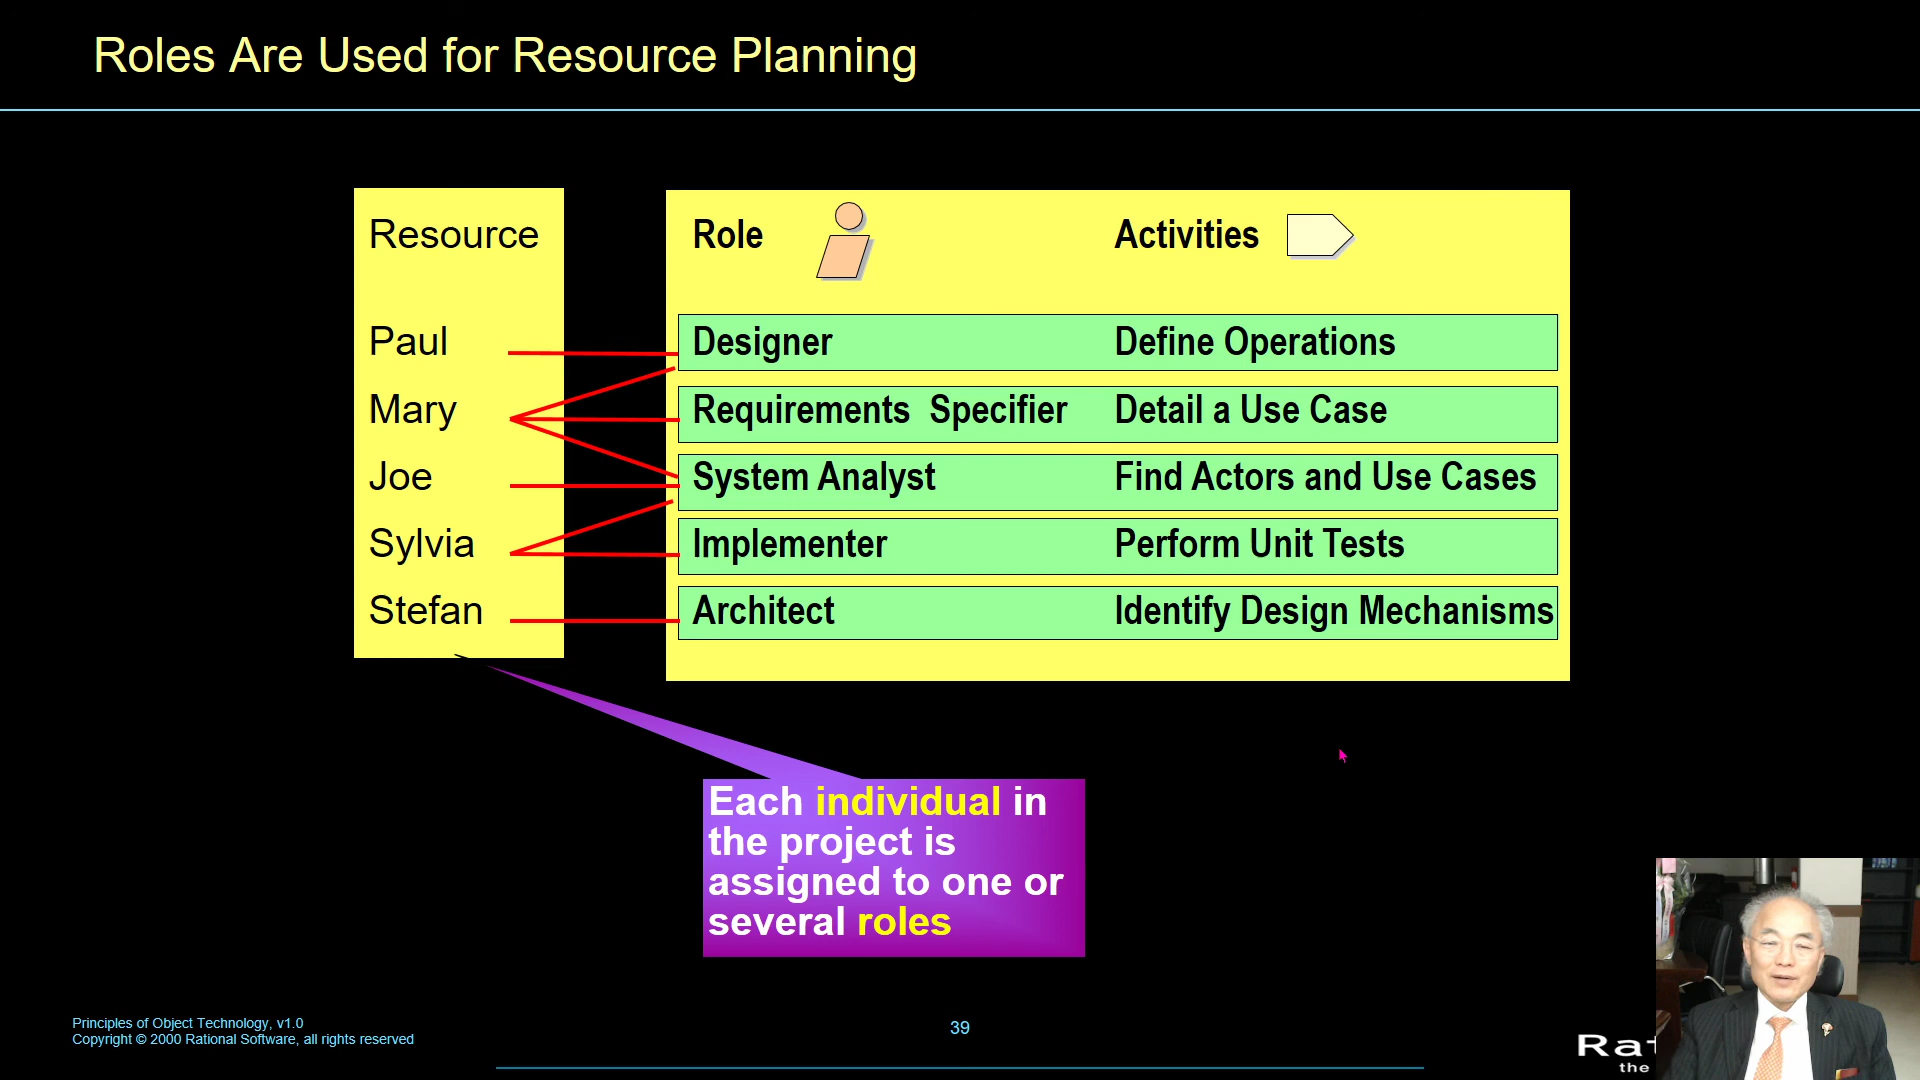 Roles Are Used for Resource Planning
Resource
Role
Activities
Paul
Designer
Define Operations
Mary
Requirements Specifier
Detail a Use Case
Joe
System Analyst
Find Actors and Use Cases
Sylvia
Implementer
Perform Unit Tests
Stefan
Architect
Identify Design Mechanisms
Each individual in
the project is
assigned to one or
several roles
Principles of Object Technology, v1.0
Copyright © 2000 Rational Software, all rights reserved
39
the